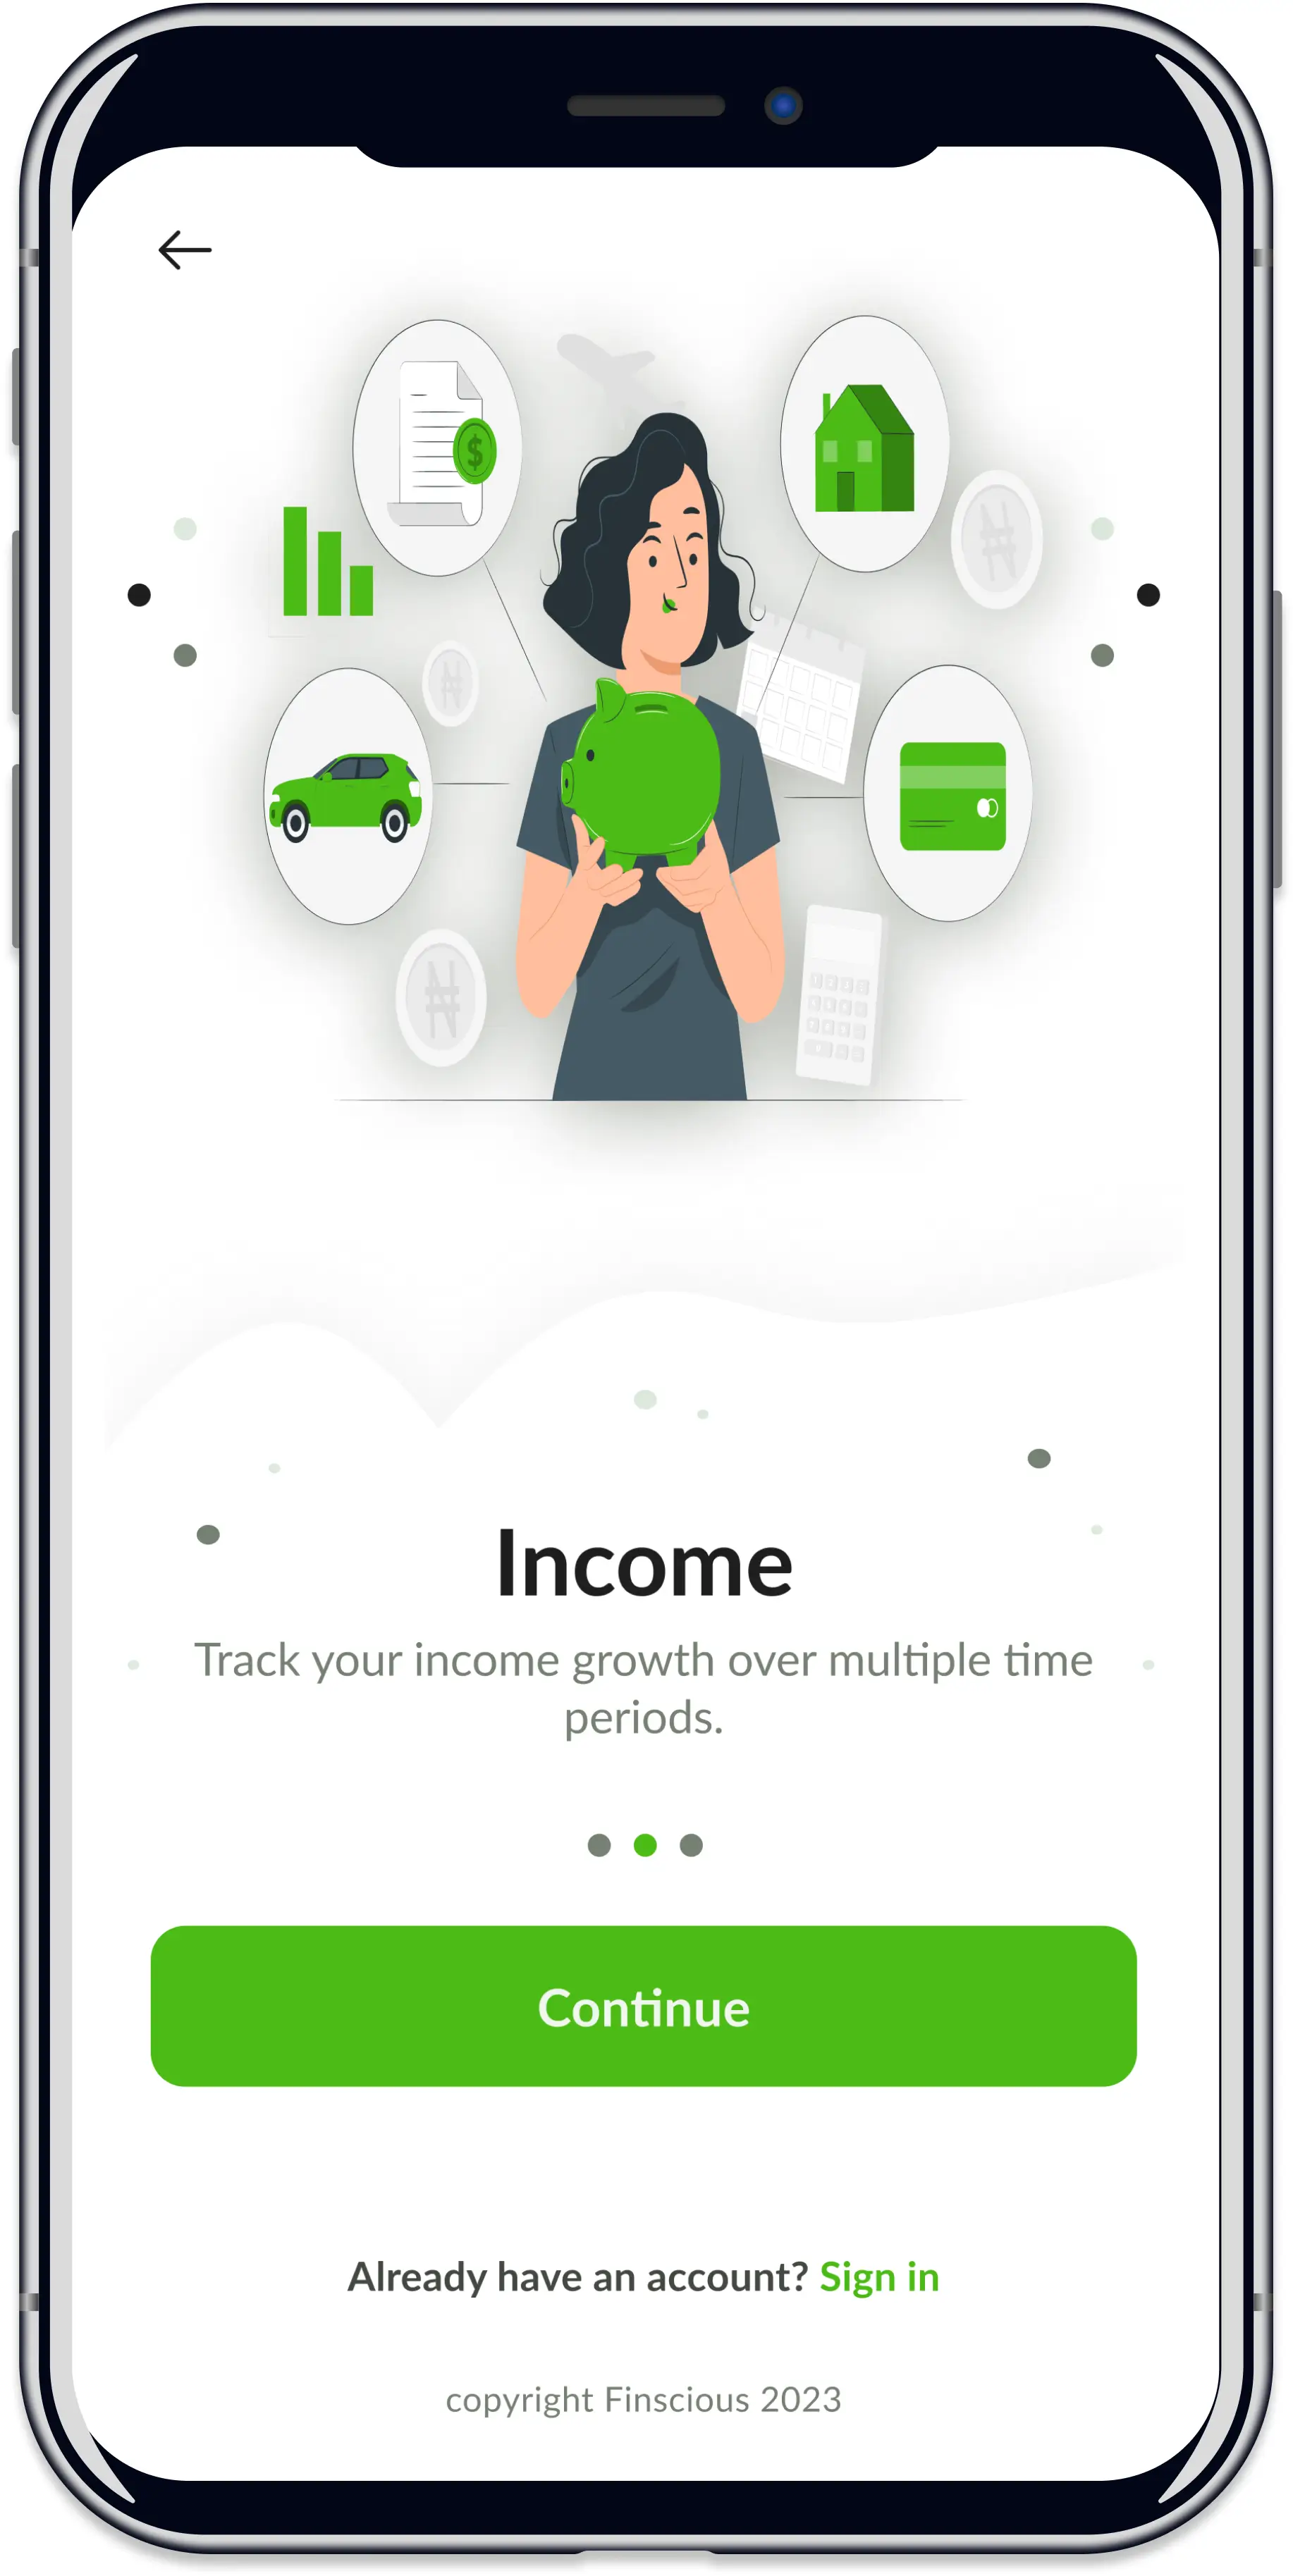 $
₦
₦
₦
Income
Track your income growth over multiple time
periods.
Continue
Already have an account? Sign in
copyright Finscious 2023